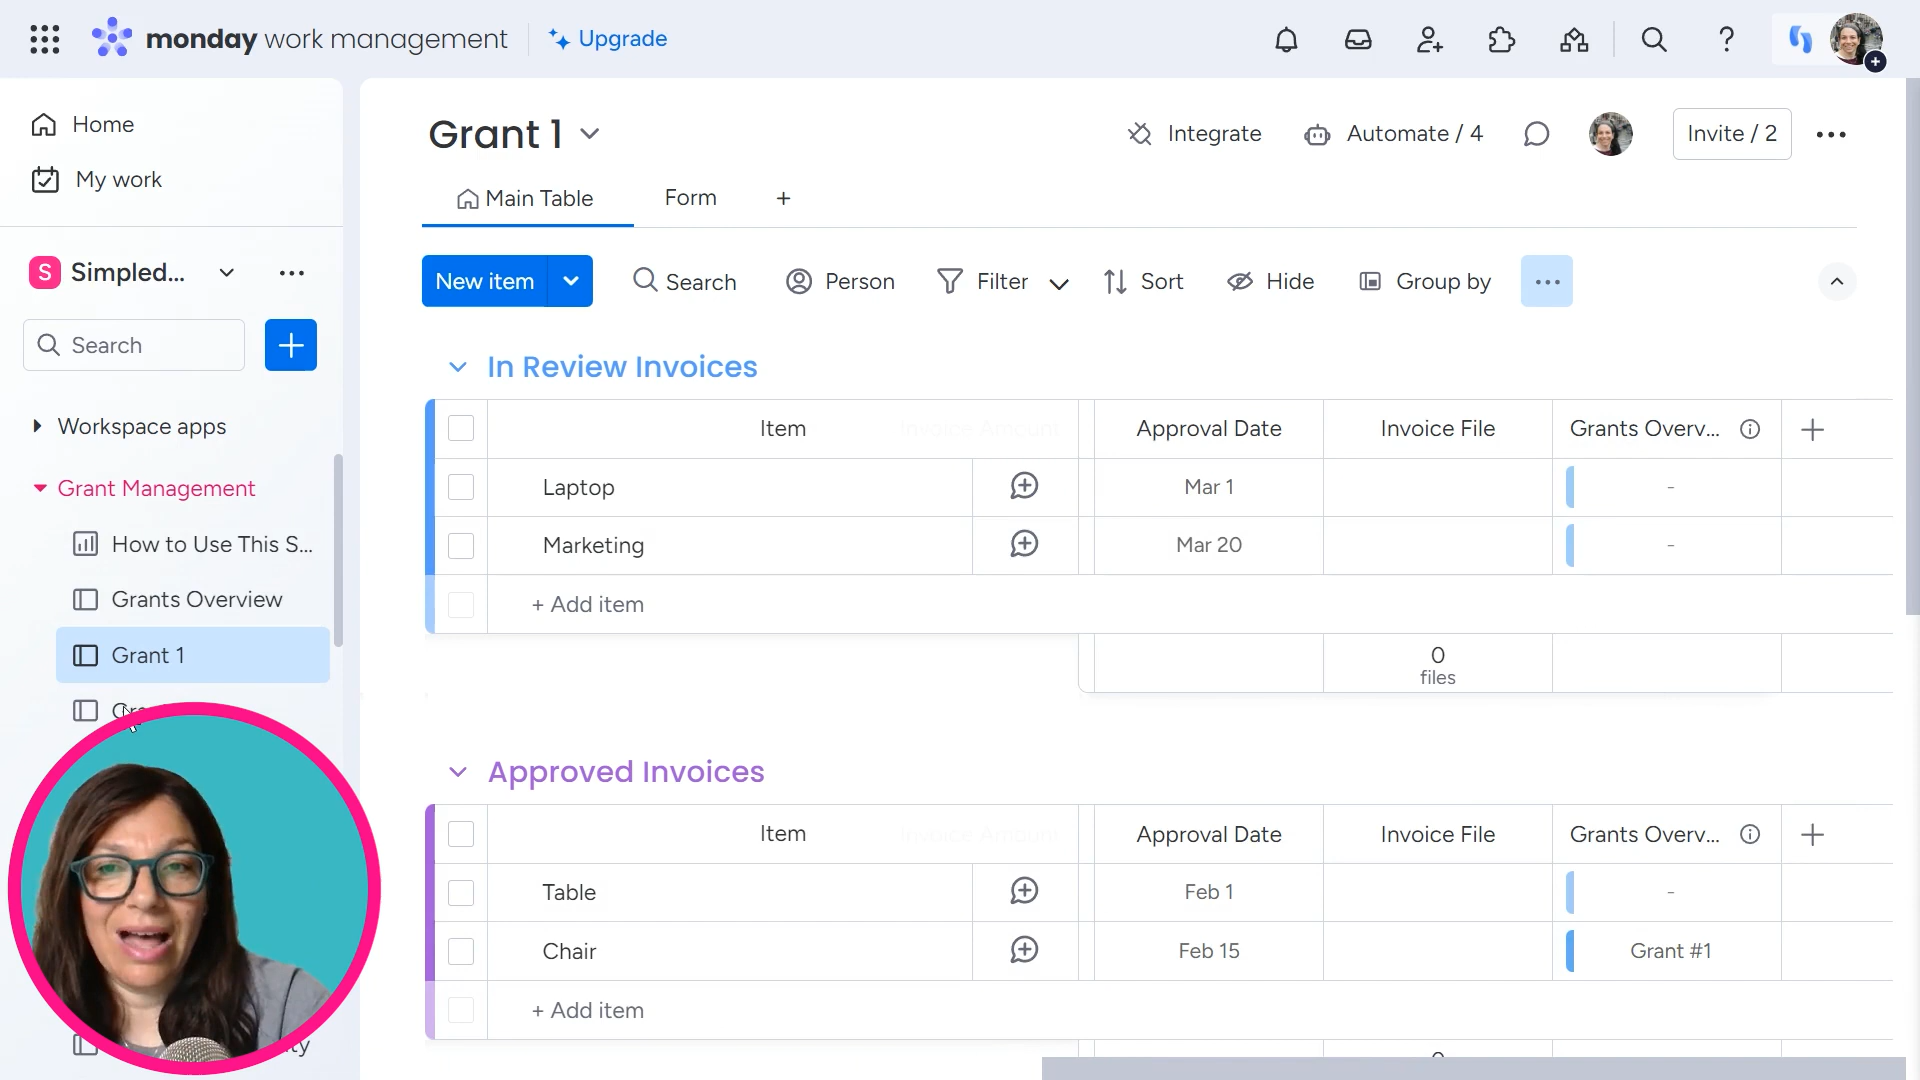 monday work management
Upgrade
Home
My work
S
Simpled...
Search
Workspace apps
Grant Management
How to Use This S...
Grants Overview
Grant 1
Grant 1
Integrate
Automate / 4
Invite / 2
Main Table
Form
New item
Search
Person
Filter
Sort
Hide
Group by
In Review Invoices
Item
Invoice Amount
Approval Date
Invoice File
Grants Overv...
Laptop
Mar 1
-
Marketing
Mar 20
-
+ Add item
0
files
Approved Invoices
Item
Invoice Amount
Approval Date
Invoice File
Grants Overv...
Table
Feb 1
-
Chair
Feb 15
Grant #1
+ Add item